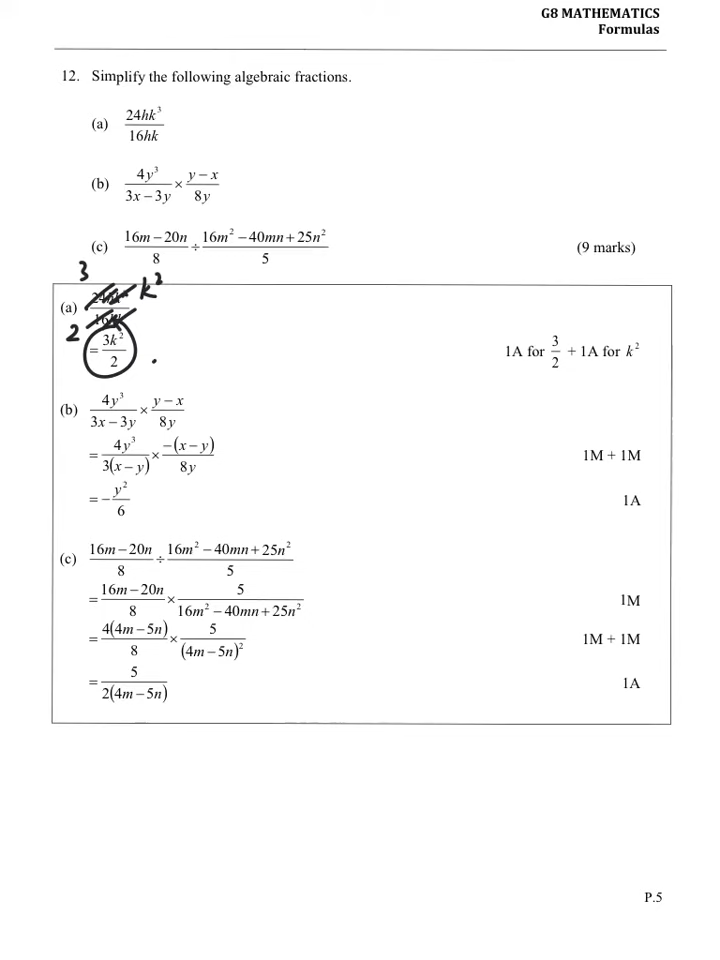 G8 MATHEMATICS
Formulas
12. Simplify the following algebraic fractions.
(a) 24hk³/16hk
(b) 4y³/(3x − 3y) × (y − x)/8y
(c) (16m − 20n)/8 ÷ (16m² − 40mn + 25n²)/5 (9 marks)
3 k²
(a) 24hk³/16hk
2
= 3k²/2 . 1A for 3/2 + 1A for k²
(b) 4y³/(3x − 3y) × (y − x)/8y
= 4y³/3(x − y) × −(x − y)/8y 1M + 1M
= − y²/6 1A
(c) (16m − 20n)/8 ÷ (16m² − 40mn + 25n²)/5
= (16m − 20n)/8 × 5/(16m² − 40mn + 25n²) 1M
= 4(4m − 5n)/8 × 5/(4m − 5n)² 1M + 1M
= 5/2(4m − 5n) 1A
P.5